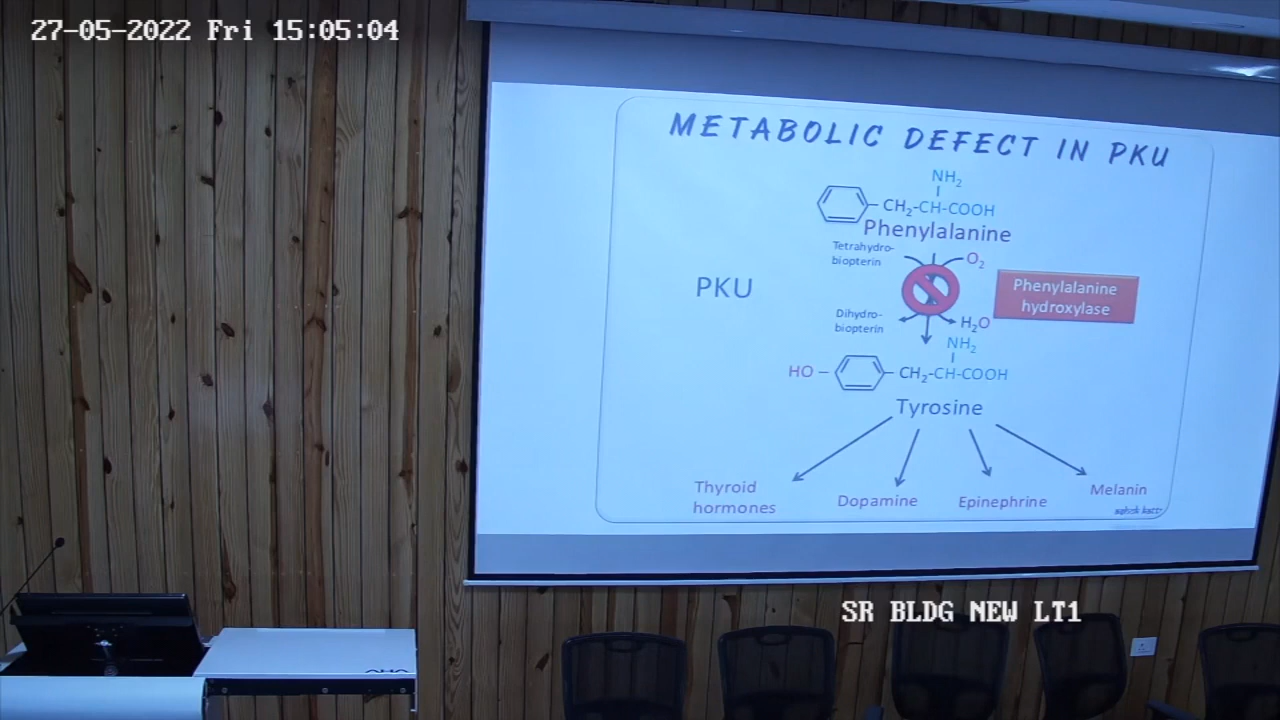 27-05-2022 Fri 15:05:04
METABOLIC DEFECT IN PKU
NH2
CH2-CH-COOH
Phenylalanine
Tetrahydro-
biopterin
O2
PKU
Phenylalanine
hydroxylase
Dihydro-
biopterin
H2O
NH2
HO
CH2-CH-COOH
Tyrosine
Thyroid
hormones
Dopamine
Epinephrine
Melanin
SR BLDG NEW LT1